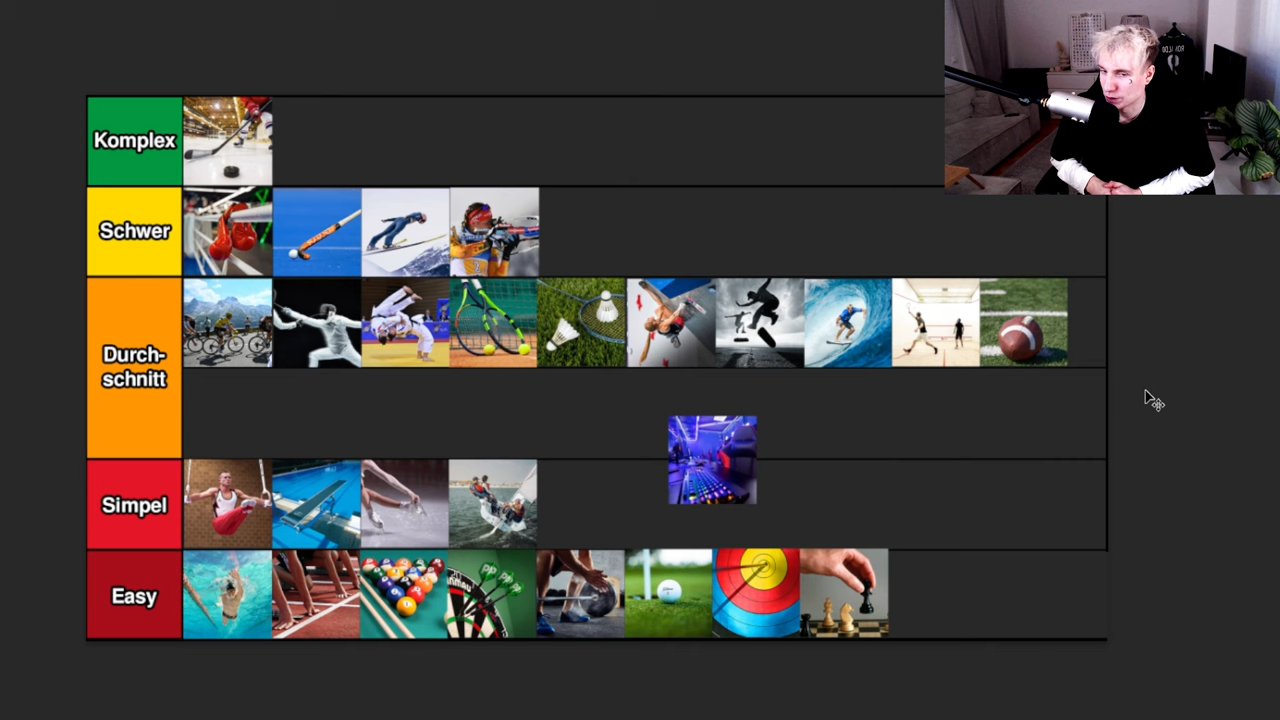 Komplex
Schwer
Durch-
schnitt
Simpel
Easy